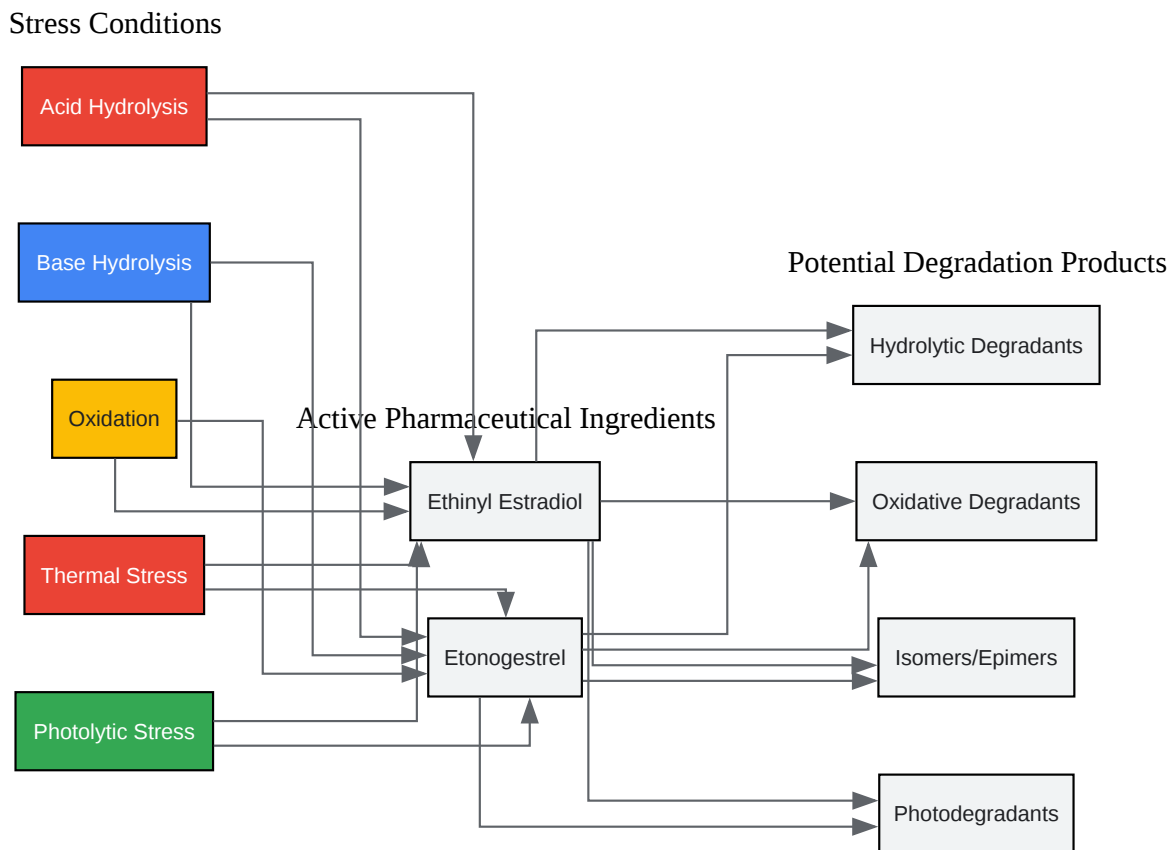 Stress Conditions
Acid Hydrolysis
Base Hydrolysis
Oxidation
Thermal Stress
Photolytic Stress
Active Pharmaceutical Ingredients
Ethinyl Estradiol
Etonogestrel
Potential Degradation Products
Hydrolytic Degradants
Oxidative Degradants
Isomers/Epimers
Photodegradants